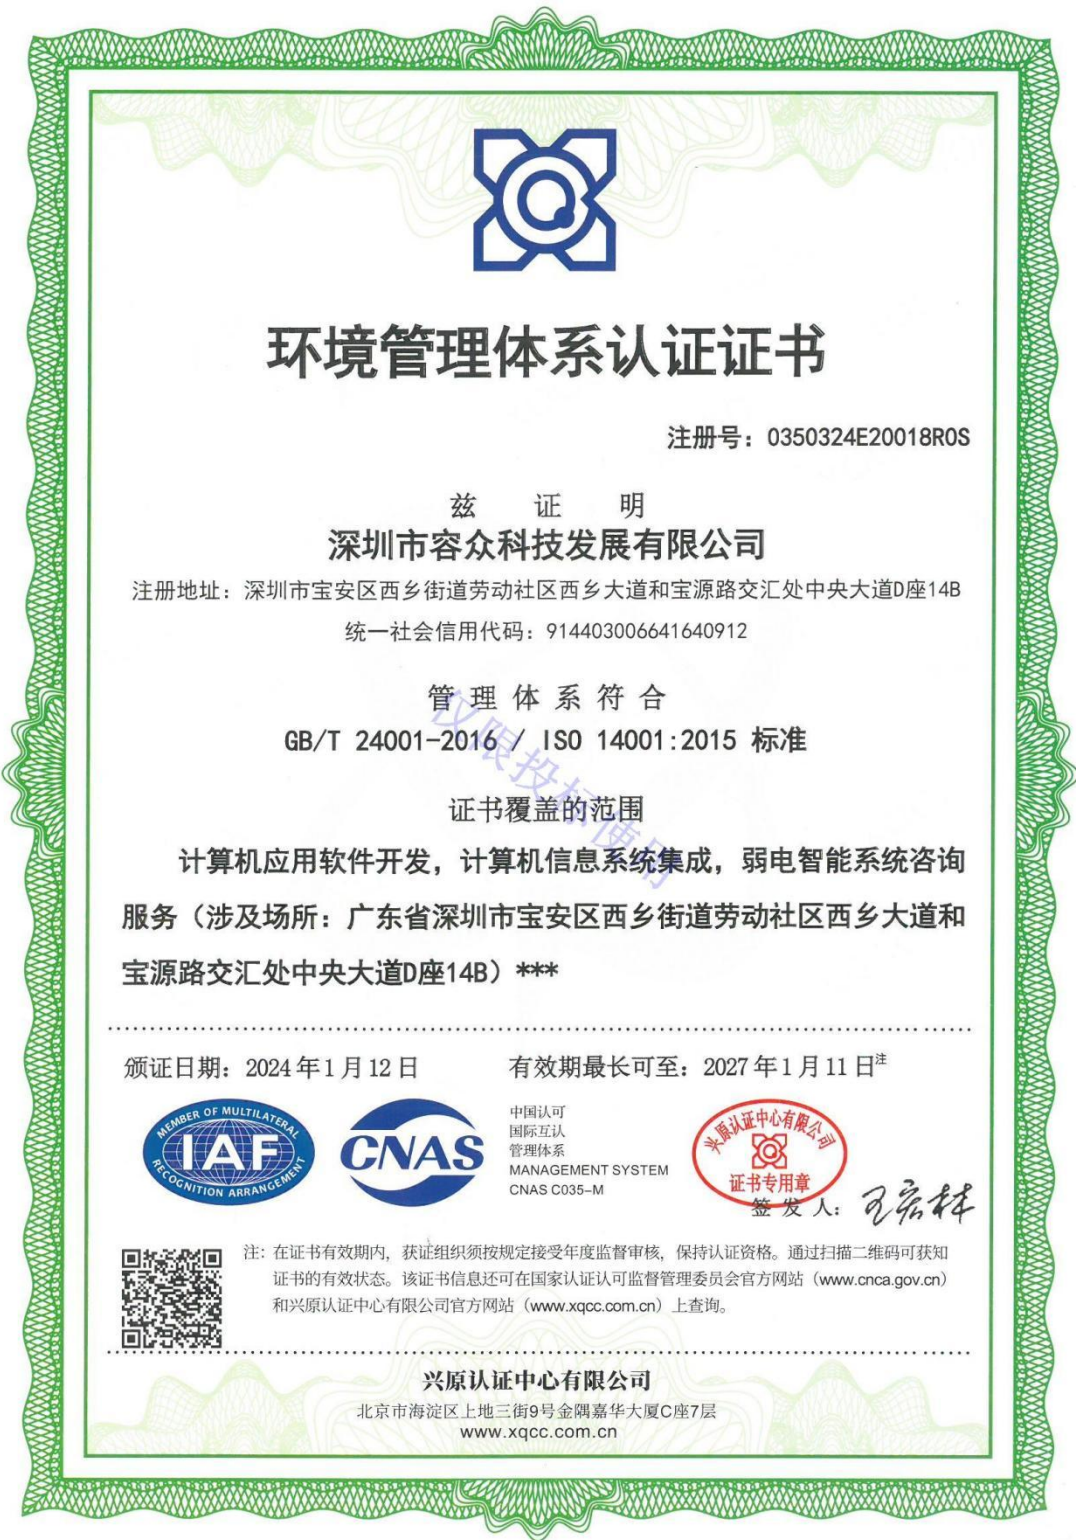 环境管理体系认证证书
注册号：0350324E20018R0S
兹证明
深圳市容众科技发展有限公司
注册地址：深圳市宝安区西乡街道劳动社区西乡大道和宝源路交汇处中央大道D座14B
统一社会信用代码：914403006641640912
管理体系符合
GB/T 24001-2016 / ISO 14001:2015 标准
仅限投标使用
证书覆盖的范围
计算机应用软件开发，计算机信息系统集成，弱电智能系统咨询
服务（涉及场所：广东省深圳市宝安区西乡街道劳动社区西乡大道和
宝源路交汇处中央大道D座14B）***
颁证日期：2024年1月12日
有效期最长可至：2027年1月11日注
MEMBER OF MULTILATERAL
IAF
RECOGNITION ARRANGEMENT
CNAS
中国认可
国际互认
管理体系
MANAGEMENT SYSTEM
CNAS C035-M
兴原认证中心有限公司
证书专用章
签发人：王宏林
注：在证书有效期内，获证组织须按规定接受年度监督审核，保持认证资格。通过扫描二维码可获知
证书的有效状态。该证书信息还可在国家认证认可监督管理委员会官方网站（www.cnca.gov.cn）
和兴原认证中心有限公司官方网站（www.xqcc.com.cn）上查询。
兴原认证中心有限公司
北京市海淀区上地三街9号金隅嘉华大厦C座7层
www.xqcc.com.cn